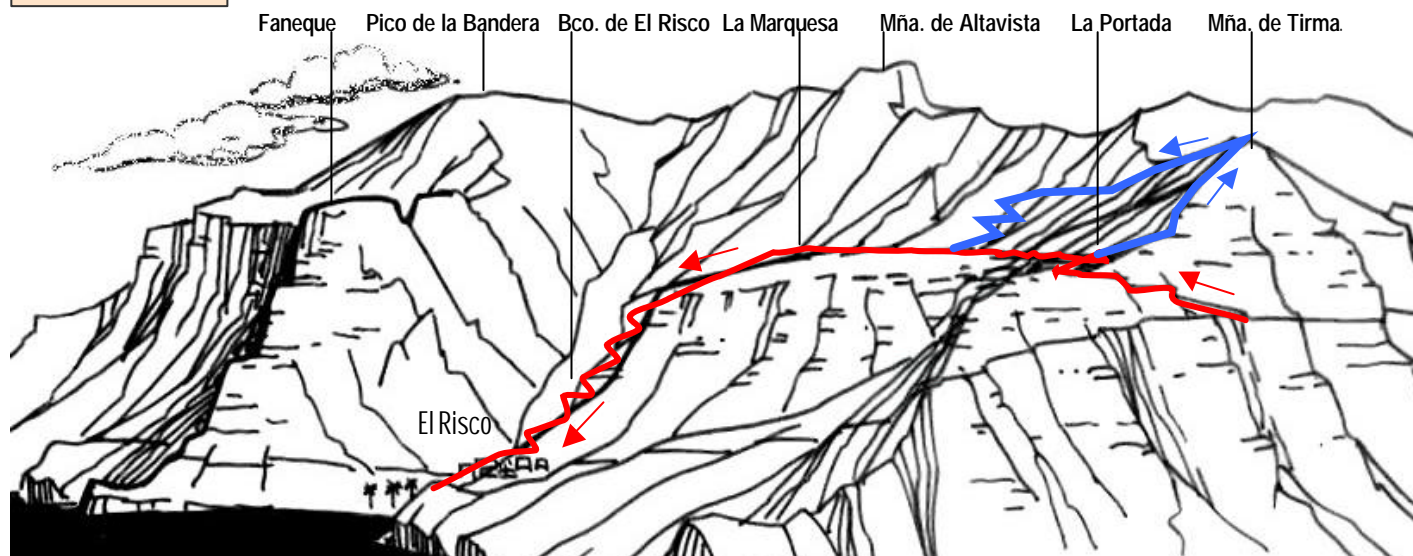 Faneque Pico de la Bandera Bco. de El Risco La Marquesa Mña. de Altavista La Portada Mña. de Tirma.
El Risco